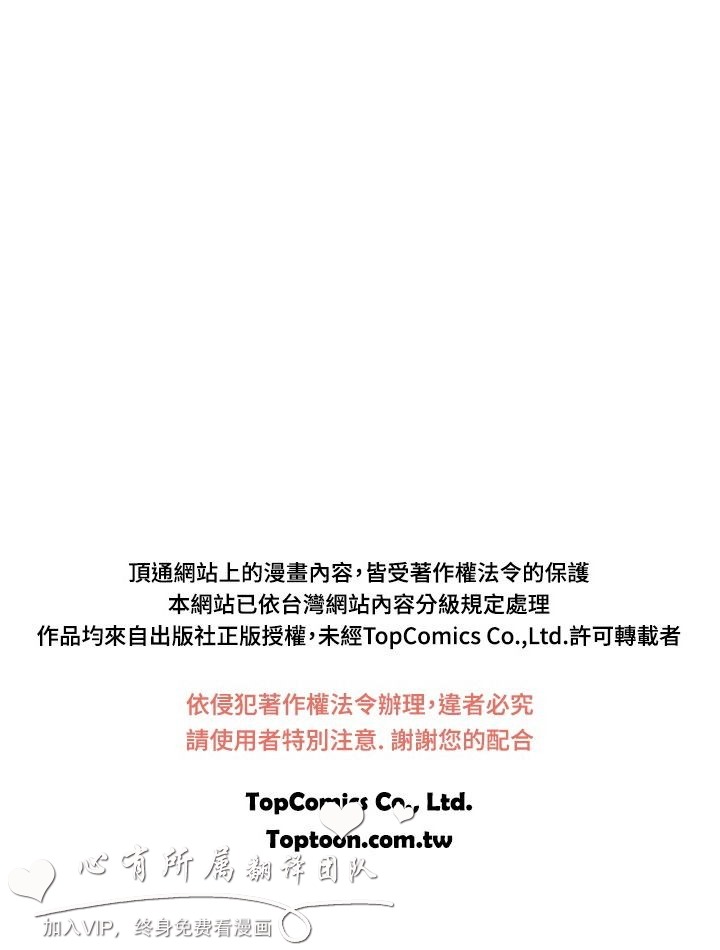 頂通網站上的漫畫內容，皆受著作權法令的保護
本網站已依台灣網站內容分級規定處理
作品均來自出版社正版授權，未經TopComics Co.,Ltd.許可轉載者
依侵犯著作權法令辦理，違者必究
請使用者特別注意. 謝謝您的配合
TopComics Co., Ltd.
Toptoon.com.tw
心有所属翻译团队
加入VIP，终身免费看漫画